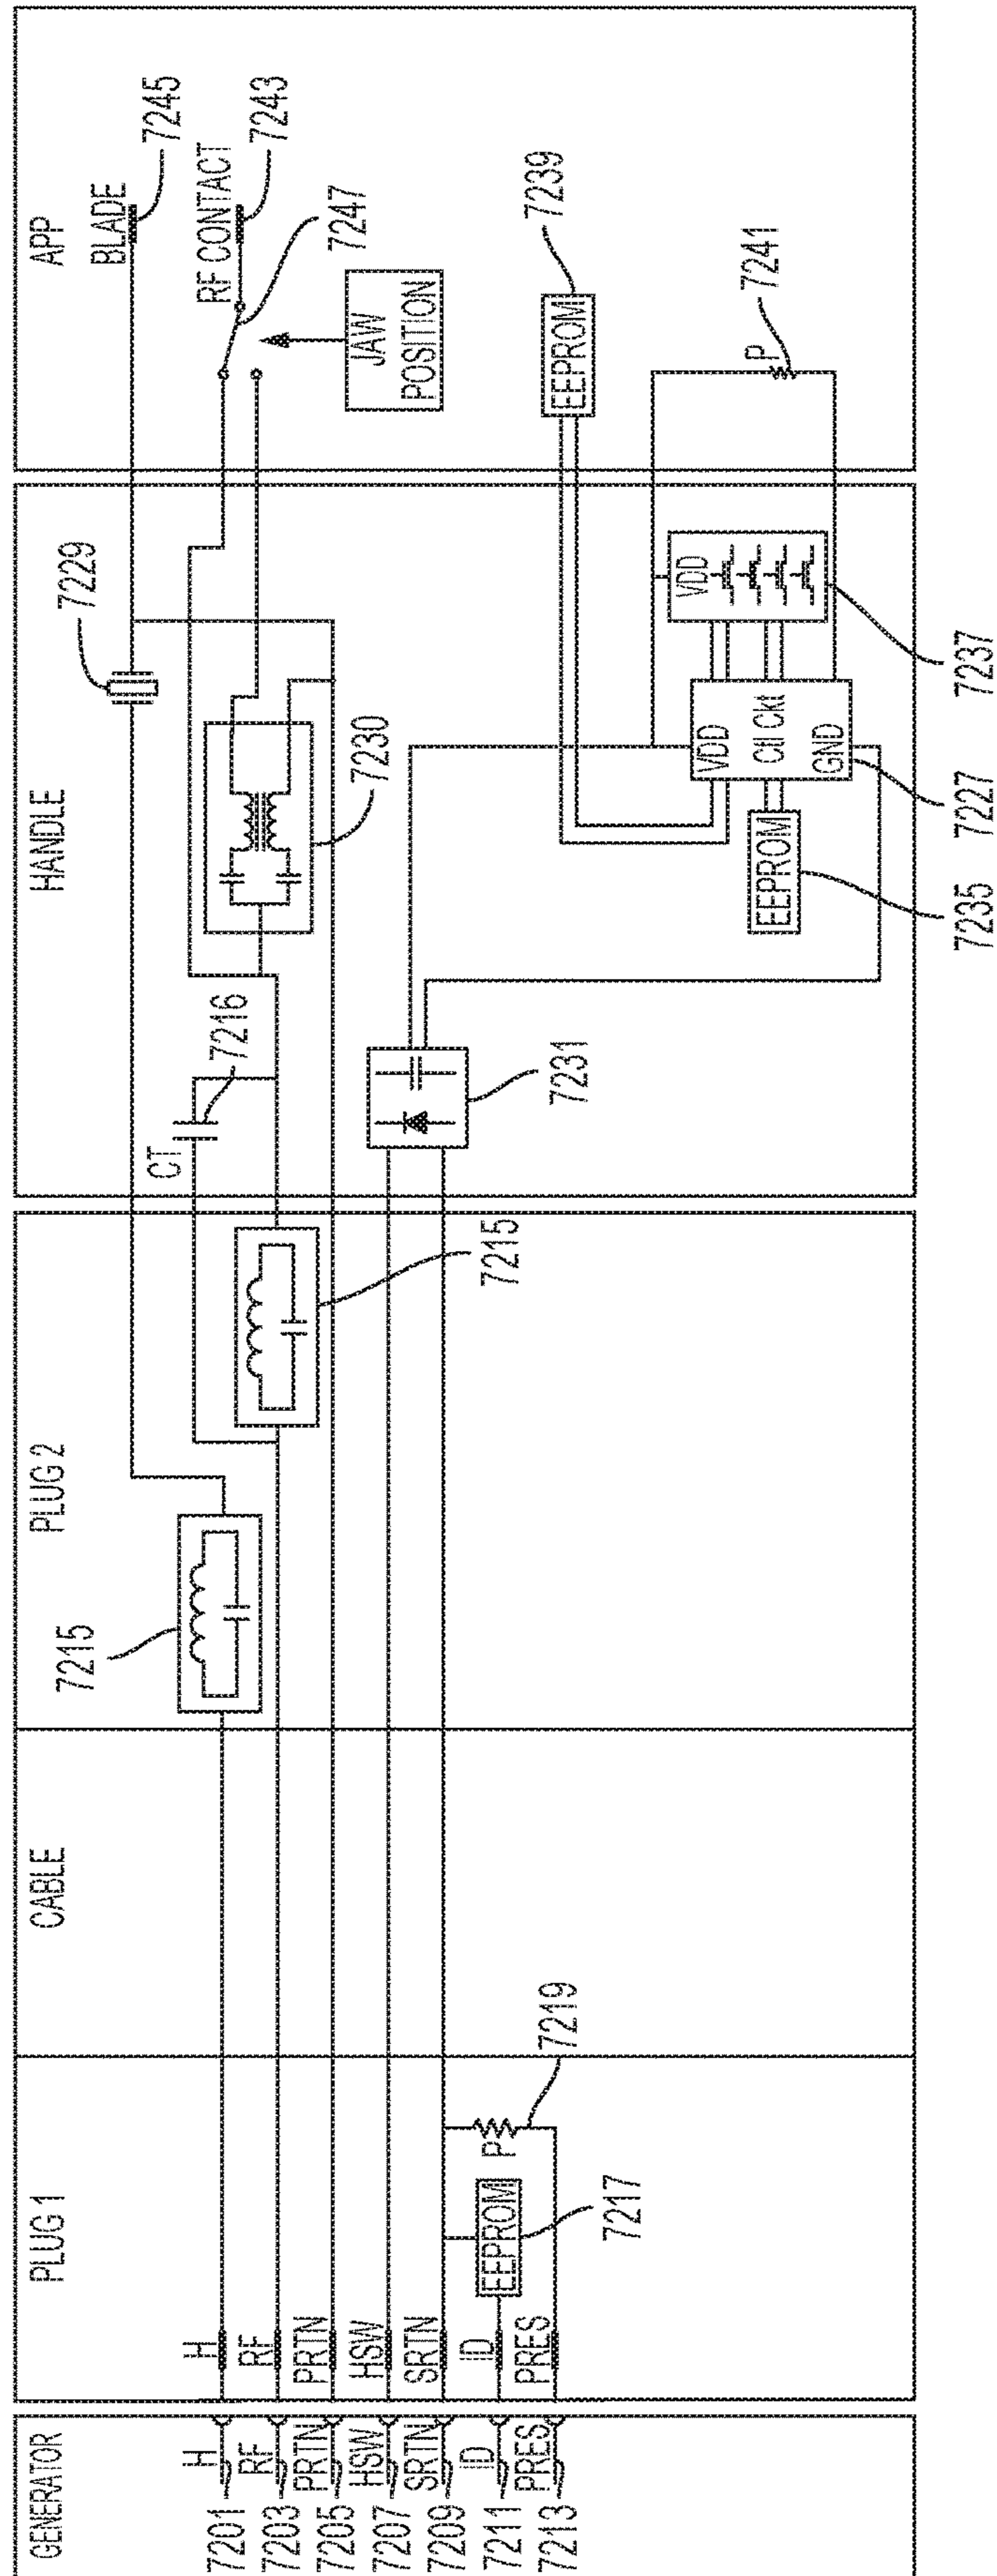 GENERATOR
PLUG 1
CABLE
PLUG 2
HANDLE
APP
7201
H
H
7203
RF
RF
7205
PRTN
PRTN
7207
HSW
HSW
7209
SRTN
SRTN
7211
ID
ID
7213
PRES
PRES
EEPROM
7217
P
7219
7215
7215
CT
7216
7229
7230
7231
EEPROM
7235
VDD
Ctl Ckt
GND
7227
VDD
7237
BLADE
7245
RF CONTACT
7243
7247
JAW
POSITION
EEPROM
7239
P
7241